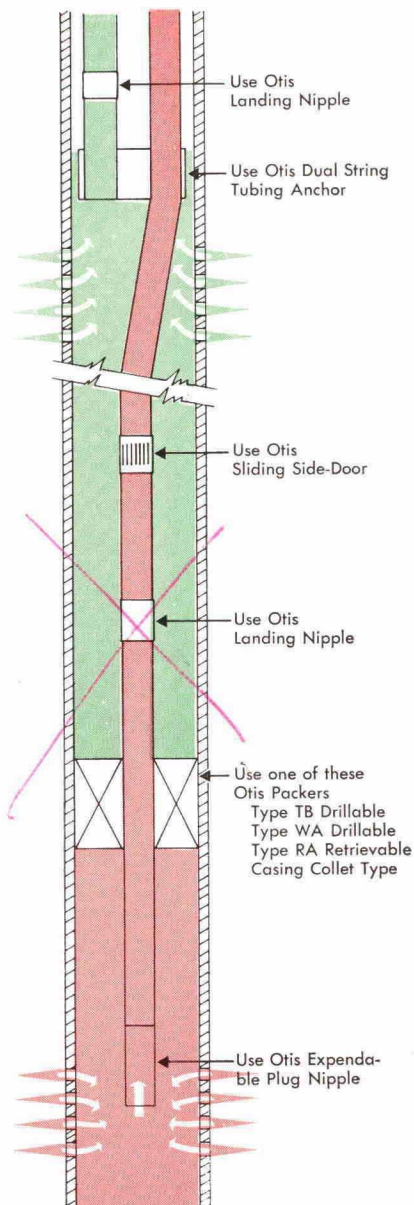 Use Otis
Landing Nipple
Use Otis Dual String
Tubing Anchor
Use Otis
Sliding Side-Door
Use Otis
Landing Nipple
Use one of these
Otis Packers
Type TB Drillable
Type WA Drillable
Type RA Retrievable
Casing Collet Type
Use Otis Expenda-
ble Plug Nipple